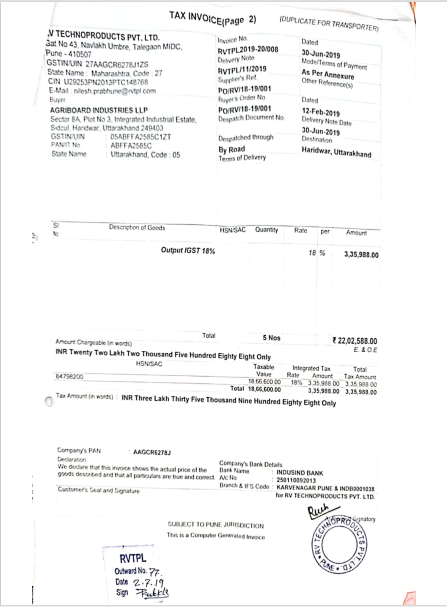 TAX INVOICE(Page 2)
(DUPLICATE FOR TRANSPORTER)
.V TECHNOPRODUCTS PVT. LTD.
Gat No 43, Navlakh Umbre, Talegaon MIDC,
Pune - 410507
GSTIN/UIN 27AAGCR6278J1ZS
State Name : Maharashtra, Code : 27
CIN: U29253PN2013PTC148768
E-Mail : nilesh.prabhune@rvtpl.com
Buyer
AGRIBOARD INDUSTRIES LLP
Sector 8A, Plot No 3, Integrated Industrial Estate,
Sidcul, Haridwar, Uttarakhand 249403
GSTIN/UIN : 05ABFFA2585C1ZT
PAN/IT No : ABFFA2585C
State Name : Uttarakhand, Code : 05
Invoice No. Dated
RVTPL2019-20/008 30-Jun-2019
Delivery Note Mode/Terms of Payment
RVTPL/11/2019 As Per Annexure
Supplier's Ref. Other Reference(s)
PO/RV/18-19/001
Buyer's Order No. Dated
PO/RV/18-19/001 12-Feb-2019
Despatch Document No. Delivery Note Date
30-Jun-2019
Despatched through Destination
By Road Haridwar, Uttarakhand
Terms of Delivery
Sl Description of Goods HSN/SAC Quantity Rate per Amount
No
Output IGST 18% 18 % 3,35,988.00
Total 5 Nos ₹ 22,02,588.00
Amount Chargeable (in words) E. & O.E
INR Twenty Two Lakh Two Thousand Five Hundred Eighty Eight Only
HSN/SAC Taxable Integrated Tax Total
Value Rate Amount Tax Amount
84798200 18,66,600.00 18% 3,35,988.00 3,35,988.00
Total 18,66,600.00 3,35,988.00 3,35,988.00
Tax Amount (in words) : INR Three Lakh Thirty Five Thousand Nine Hundred Eighty Eight Only
Company's PAN : AAGCR6278J
Declaration
We declare that this invoice shows the actual price of the
goods described and that all particulars are true and correct.
Company's Bank Details
Bank Name : INDUSIND BANK
A/c No : 250110092013
Branch & IFS Code : KARVENAGAR PUNE & INDB0001038
Customer's Seal and Signature
for RV TECHNOPRODUCTS PVT. LTD.
Signatory
SUBJECT TO PUNE JURISDICTION
This is a Computer Generated Invoice
RV TECHNOPRODUCTS PVT. LTD. * PUNE *
RVTPL
Outward No. 77.
Date 2.7.19
Sign